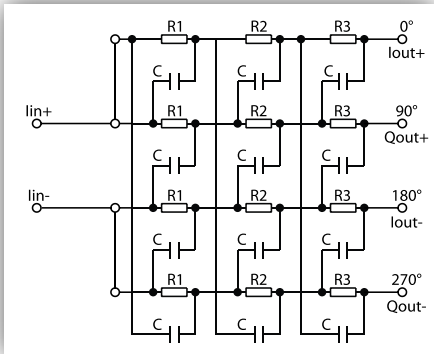 R1 R2 R3 0°
Iout+
C C C
Iin+ R1 R2 R3 90°
Qout+
C C C
Iin- R1 R2 R3 180°
Iout-
C C C
R1 R2 R3 270°
Qout-
C C C